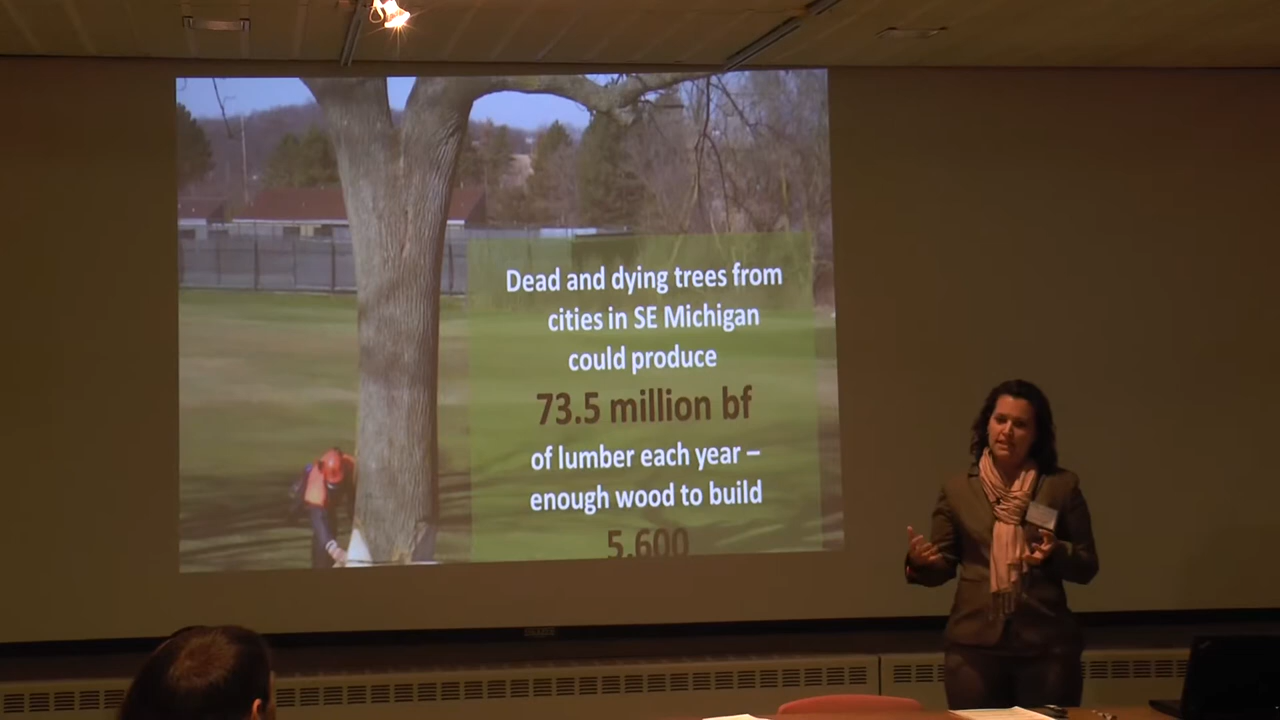 Dead and dying trees from
cities in SE Michigan
could produce
73.5 million bf
of lumber each year –
enough wood to build
5,600